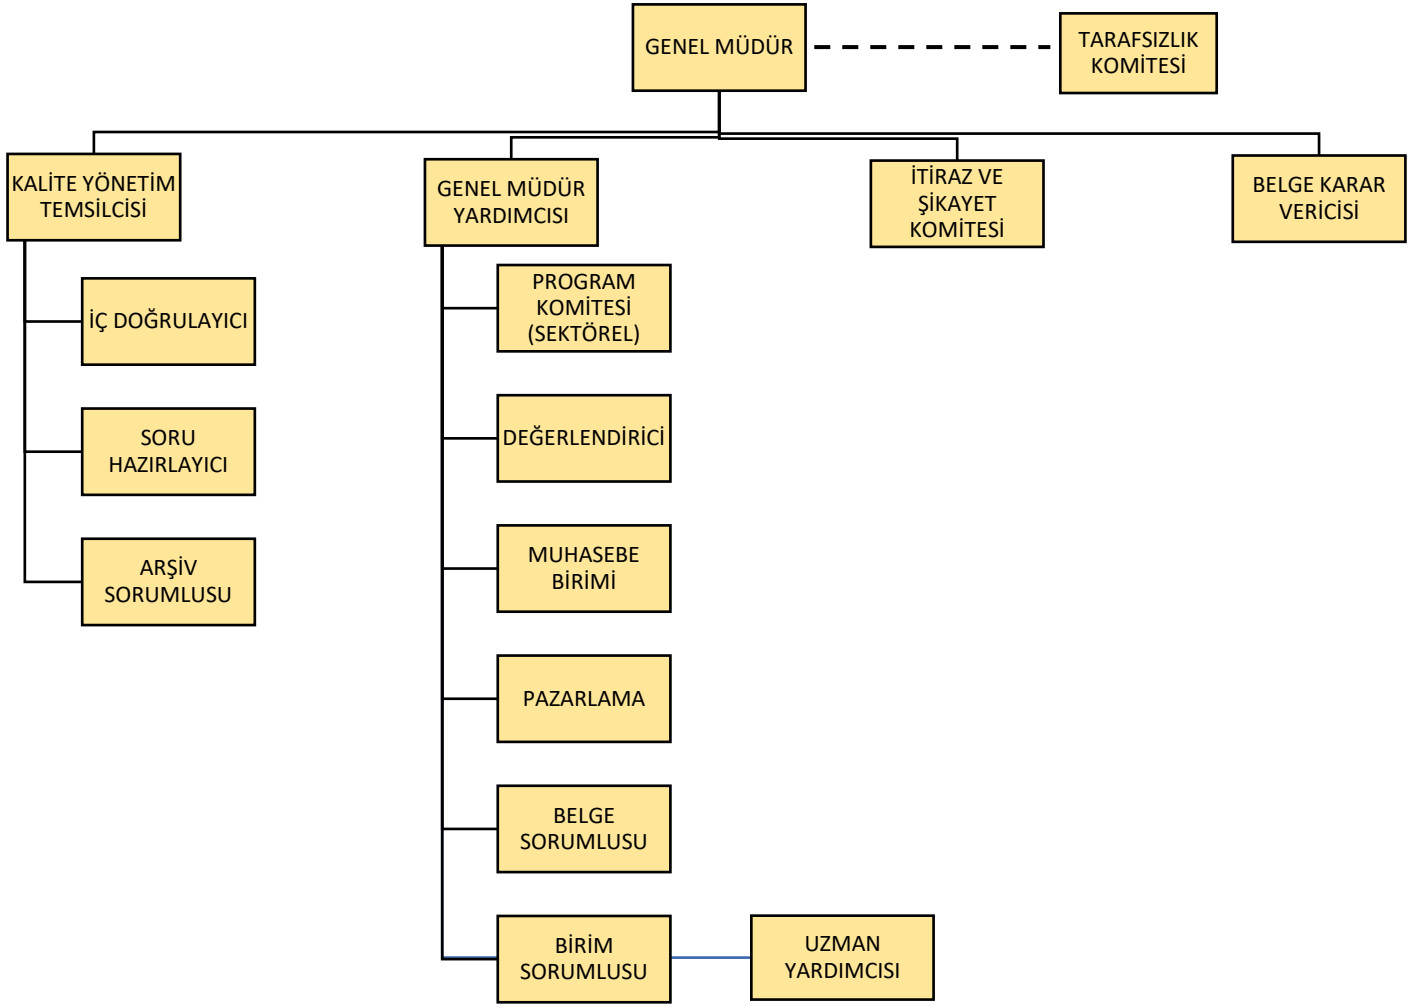 GENEL MÜDÜR
TARAFSIZLIK
KOMİTESİ
KALİTE YÖNETİM
TEMSİLCİSİ
GENEL MÜDÜR
YARDIMCISI
İTİRAZ VE
ŞİKAYET
KOMİTESİ
BELGE KARAR
VERİCİSİ
İÇ DOĞRULAYICI
SORU
HAZIRLAYICI
ARŞİV
SORUMLUSU
PROGRAM
KOMİTESİ
(SEKTÖREL)
DEĞERLENDİRİCİ
MUHASEBE
BİRİMİ
PAZARLAMA
BELGE
SORUMLUSU
BİRİM
SORUMLUSU
UZMAN
YARDIMCISI